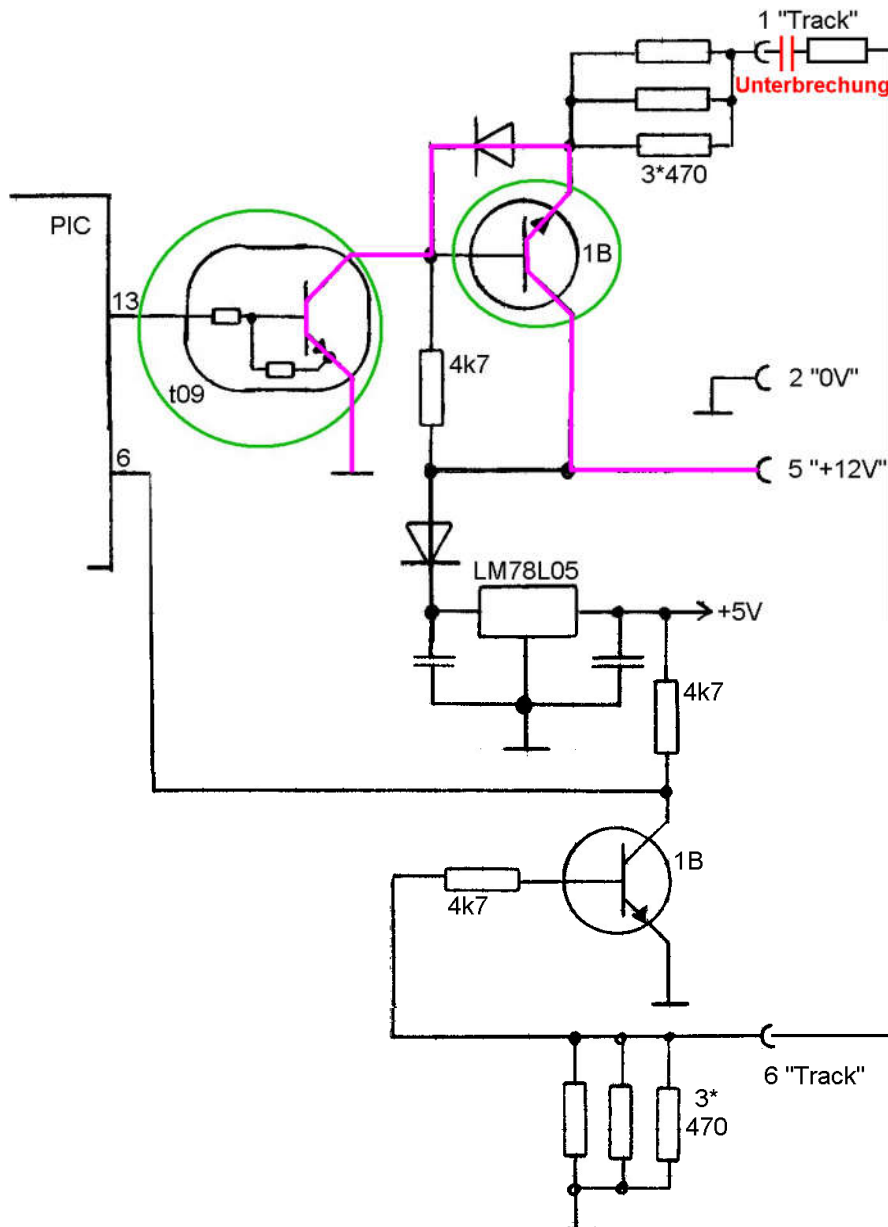 1 "Track"
Unterbrechung
3*470
PIC
1B
13
4k7
t09
2 "0V"
6
5 "+12V"
LM78L05
+5V
4k7
1B
4k7
6 "Track"
3*
470